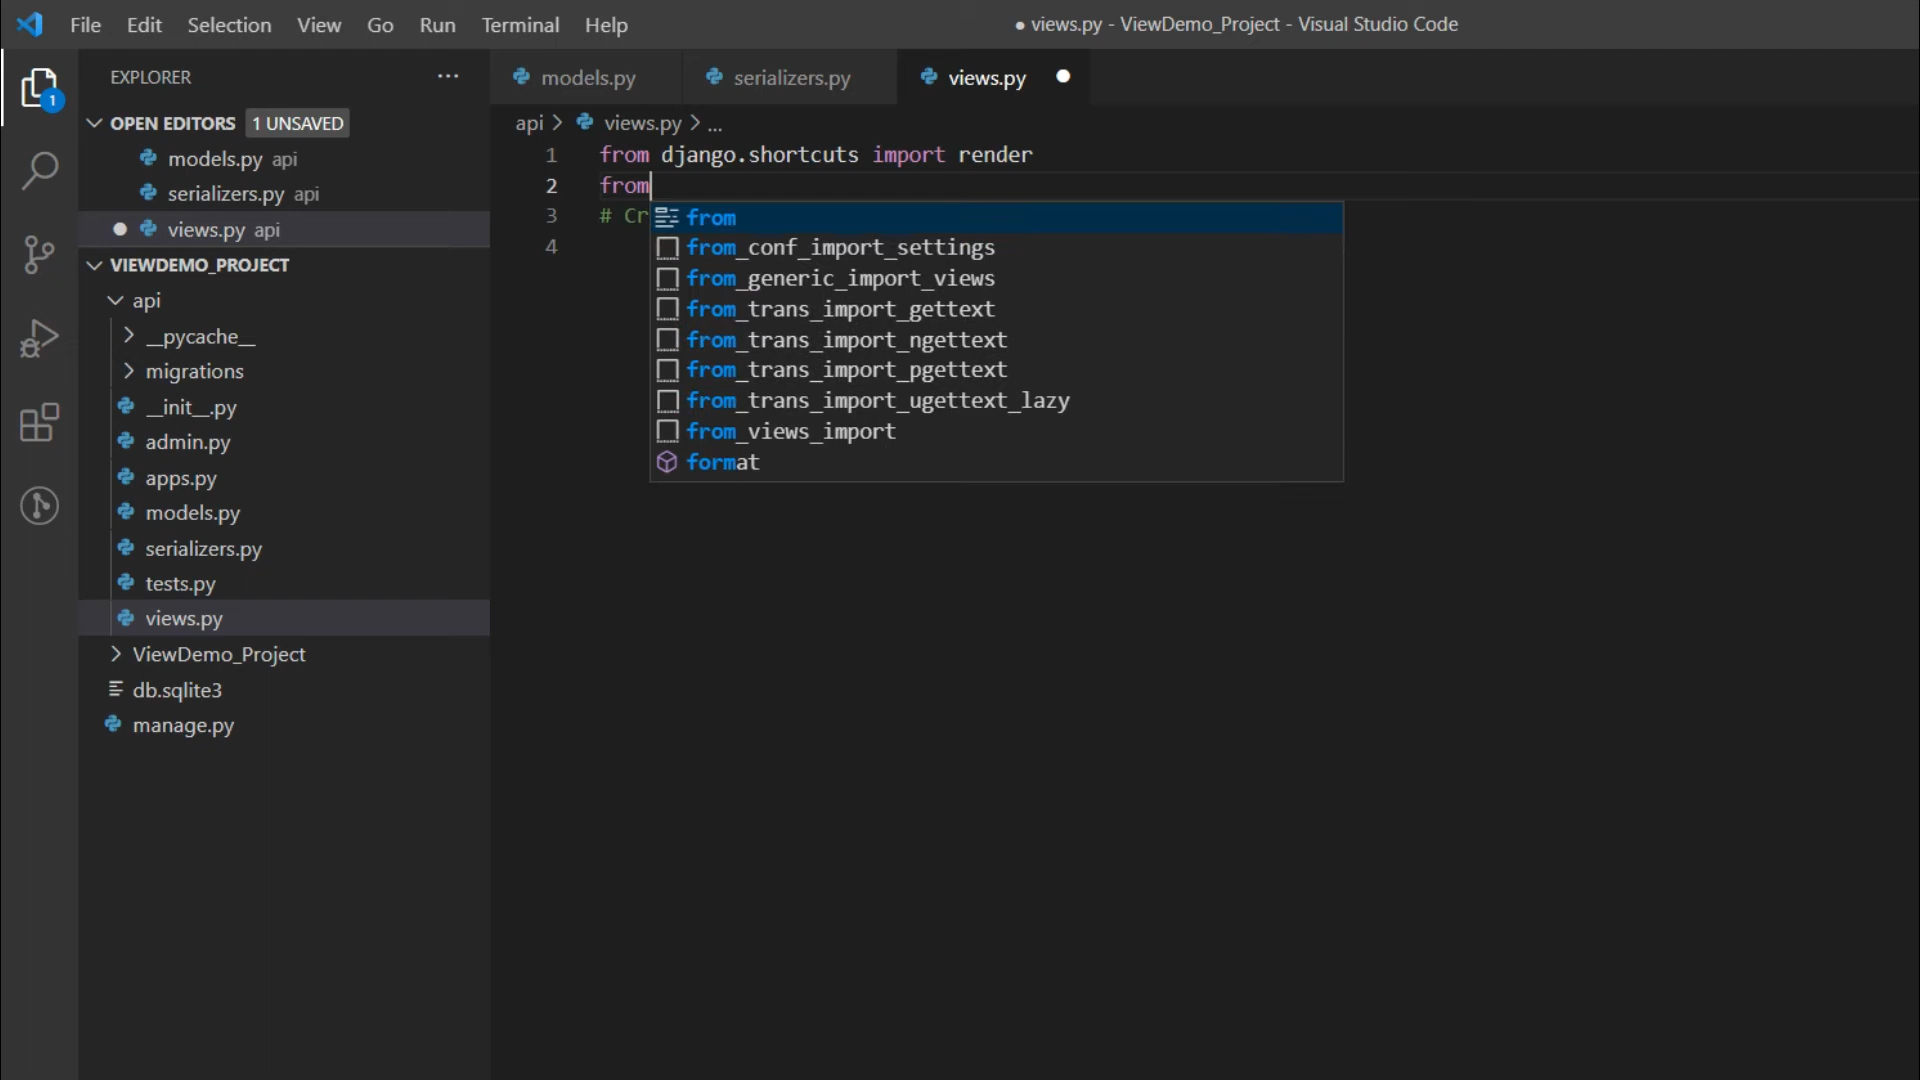 File Edit Selection View Go Run Terminal Help
● views.py - ViewDemo_Project - Visual Studio Code
EXPLORER
OPEN EDITORS 1 UNSAVED
models.py api
serializers.py api
views.py api
VIEWDEMO_PROJECT
api
__pycache__
migrations
__init__.py
admin.py
apps.py
models.py
serializers.py
tests.py
views.py
ViewDemo_Project
db.sqlite3
manage.py
1
models.py serializers.py views.py
api > views.py > ...
1 from django.shortcuts import render
2 from
3 # Cr
4
from
from_conf_import_settings
from_generic_import_views
from_trans_import_gettext
from_trans_import_ngettext
from_trans_import_pgettext
from_trans_import_ugettext_lazy
from_views_import
format